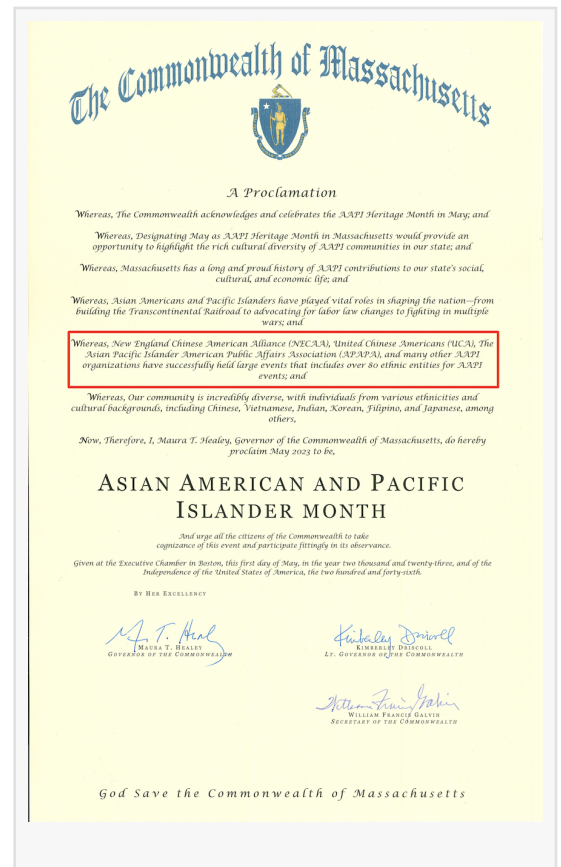 The Commonwealth of Massachusetts
A Proclamation
Whereas, The Commonwealth acknowledges and celebrates the AAPI Heritage Month in May; and
Whereas, Designating May as AAPI Heritage Month in Massachusetts would provide an
opportunity to highlight the rich cultural diversity of AAPI communities in our state; and
Whereas, Massachusetts has a long and proud history of AAPI contributions to our state's social,
cultural, and economic life; and
Whereas, Asian Americans and Pacific Islanders have played vital roles in shaping the nation—from
building the Transcontinental Railroad to advocating for labor law changes to fighting in multiple
wars; and
Whereas, New England Chinese American Alliance (NECAA), United Chinese Americans (UCA), The
Asian Pacific Islander American Public Affairs Association (APAPA), and many other AAPI
organizations have successfully held large events that includes over 80 ethnic entities for AAPI
events; and
Whereas, Our community is incredibly diverse, with individuals from various ethnicities and
cultural backgrounds, including Chinese, Vietnamese, Indian, Korean, Filipino, and Japanese, among
others,
Now, Therefore, I, Maura T. Healey, Governor of the Commonwealth of Massachusetts, do hereby
proclaim May 2023 to be,
ASIAN AMERICAN AND PACIFIC
ISLANDER MONTH
And urge all the citizens of the Commonwealth to take
cognizance of this event and participate fittingly in its observance.
Given at the Executive Chamber in Boston, this first day of May, in the year two thousand and twenty-three, and of the
Independence of the United States of America, the two hundred and forty-sixth.
BY HER EXCELLENCY
MAURA T. HEALEY
GOVERNOR OF THE COMMONWEALTH
KIMBERLEY DRISCOLL
LT. GOVERNOR OF THE COMMONWEALTH
WILLIAM FRANCIS GALVIN
SECRETARY OF THE COMMONWEALTH
God Save the Commonwealth of Massachusetts